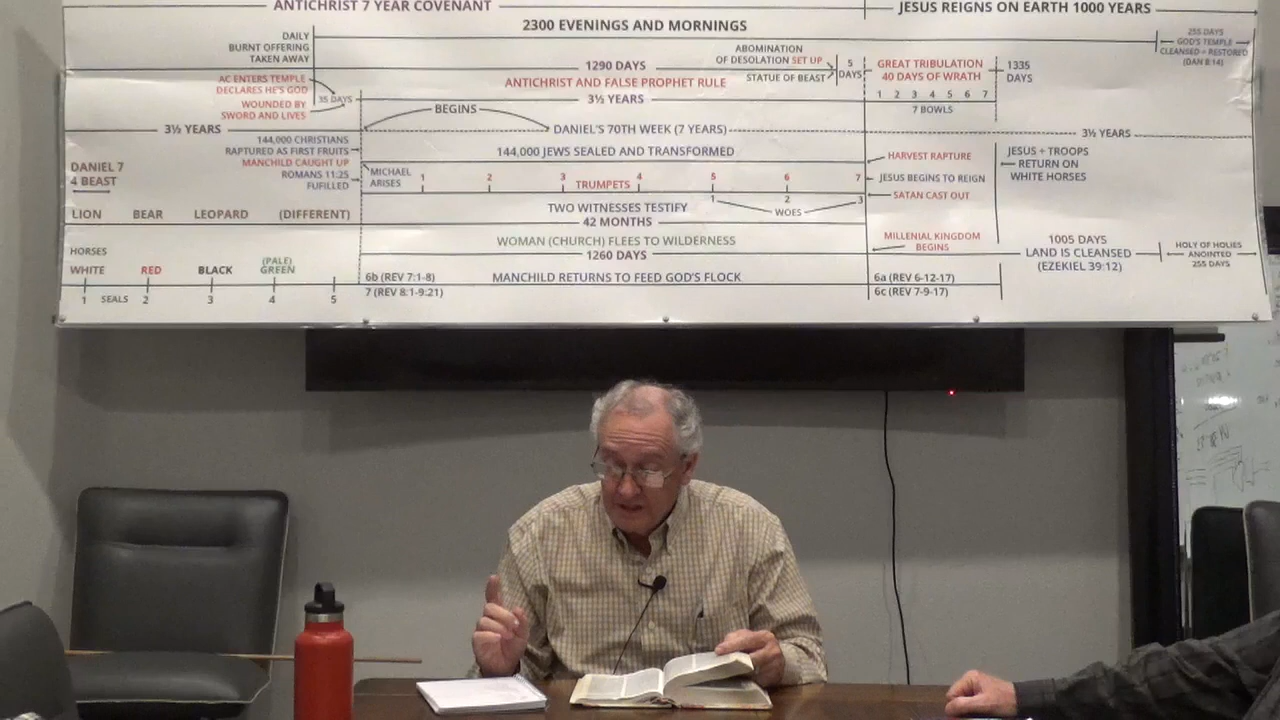 ANTICHRIST 7 YEAR COVENANT
JESUS REIGNS ON EARTH 1000 YEARS
2300 EVENINGS AND MORNINGS
DAILY
BURNT OFFERING
TAKEN AWAY
255 DAYS
GOD'S TEMPLE
CLEANSED + RESTORED
(DAN 8:14)
ABOMINATION
OF DESOLATION SET UP
STATUE OF BEAST
5
DAYS
1290 DAYS
GREAT TRIBULATION
40 DAYS OF WRATH
1335
DAYS
AC ENTERS TEMPLE
DECLARES HE'S GOD
WOUNDED BY
SWORD AND LIVES
35 DAYS
ANTICHRIST AND FALSE PROPHET RULE
3½ YEARS
1 2 3 4 5 6 7
7 BOWLS
BEGINS
3½ YEARS
DANIEL'S 70TH WEEK (7 YEARS)
3½ YEARS
144,000 CHRISTIANS
RAPTURED AS FIRST FRUITS
MANCHILD CAUGHT UP
ROMANS 11:25
FUFILLED
144,000 JEWS SEALED AND TRANSFORMED
HARVEST RAPTURE
JESUS + TROOPS
RETURN ON
WHITE HORSES
DANIEL 7
4 BEAST
MICHAEL
ARISES
1 2 3 4 5 6 7
TRUMPETS
JESUS BEGINS TO REIGN
SATAN CAST OUT
1 2 3
WOES
LION BEAR LEOPARD (DIFFERENT)
TWO WITNESSES TESTIFY
42 MONTHS
WOMAN (CHURCH) FLEES TO WILDERNESS
1260 DAYS
MILLENIAL KINGDOM
BEGINS
1005 DAYS
LAND IS CLEANSED
(EZEKIEL 39:12)
HOLY OF HOLIES
ANOINTED
255 DAYS
HORSES
WHITE RED BLACK (PALE)
GREEN
1 SEALS 2 3 4 5
6b (REV 7:1-8)
MANCHILD RETURNS TO FEED GOD'S FLOCK
6a (REV 6-12-17)
7 (REV 8:1-9:21)
6c (REV 7-9-17)